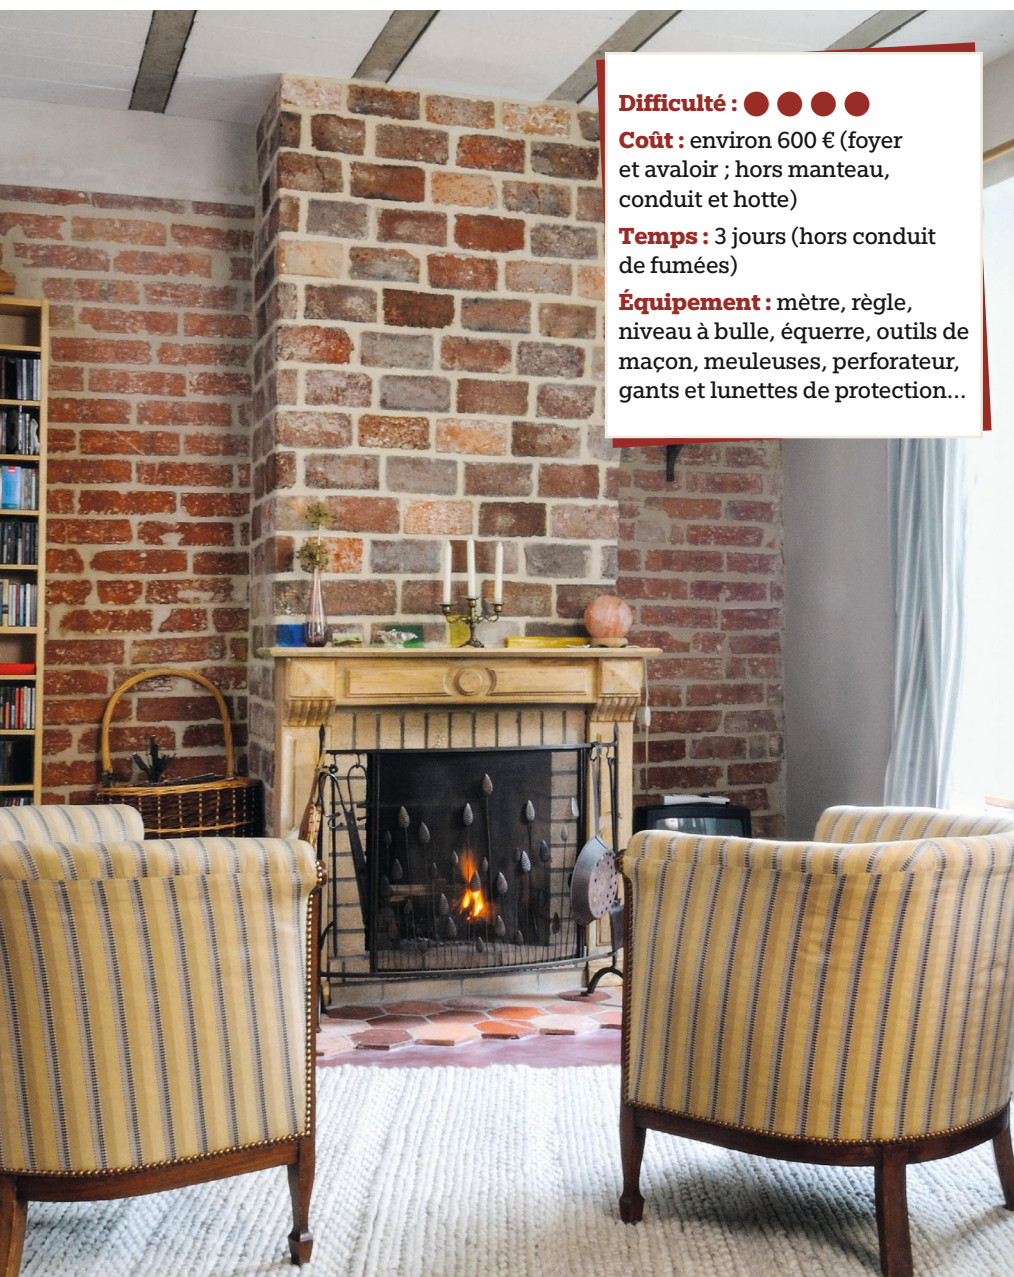 Difficulté : ● ● ● ●
Coût : environ 600 € (foyer
et avaloir ; hors manteau,
conduit et hotte)
Temps : 3 jours (hors conduit
de fumées)
Équipement : mètre, règle,
niveau à bulle, équerre, outils de
maçon, meuleuses, perforateur,
gants et lunettes de protection...